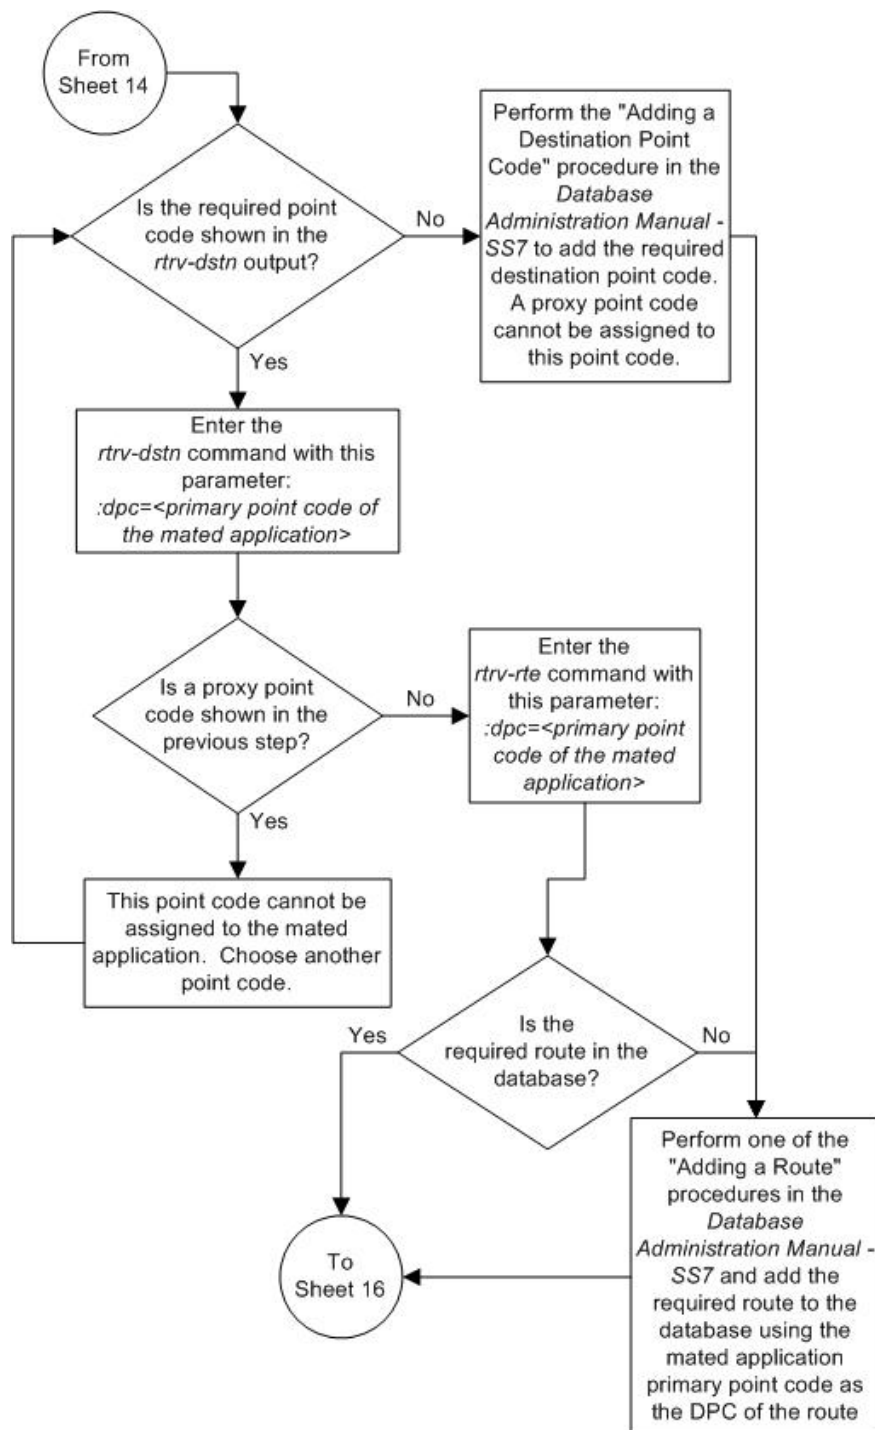 From
Sheet 14
Is the required point
code shown in the
rtrv-dstn output?
No
Perform the "Adding a
Destination Point
Code" procedure in the
Database
Administration Manual -
SS7 to add the required
destination point code.
A proxy point code
cannot be assigned to
this point code.
Yes
Enter the
rtrv-dstn command with this
parameter:
:dpc=<primary point code of
the mated application>
Is a proxy point
code shown in the
previous step?
No
Enter the
rtrv-rte command with
this parameter:
:dpc=<primary point
code of the mated
application>
Yes
This point code cannot be
assigned to the mated
application.  Choose another
point code.
Is the
required route in the
database?
Yes
No
Perform one of the
"Adding a Route"
procedures in the
Database
Administration Manual -
SS7 and add the
required route to the
database using the
mated application
primary point code as
the DPC of the route
To
Sheet 16